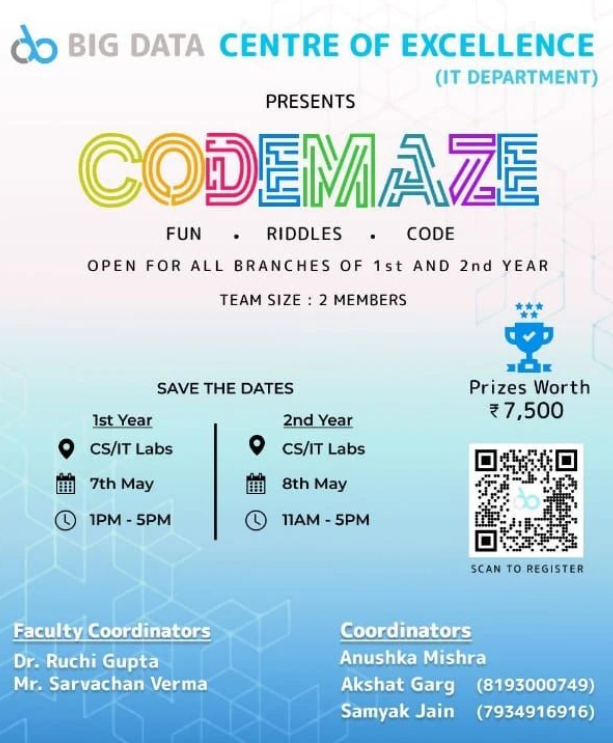 BIG DATA CENTRE OF EXCELLENCE
(IT DEPARTMENT)
PRESENTS
CODEMAZE
FUN . RIDDLES . CODE
OPEN FOR ALL BRANCHES OF 1st AND 2nd YEAR
TEAM SIZE : 2 MEMBERS
Prizes Worth
₹7,500
SAVE THE DATES
1st Year
CS/IT Labs
7th May
1PM - 5PM
2nd Year
CS/IT Labs
8th May
11AM - 5PM
SCAN TO REGISTER
Faculty Coordinators
Dr. Ruchi Gupta
Mr. Sarvachan Verma
Coordinators
Anushka Mishra
Akshat Garg (8193000749)
Samyak Jain (7934916916)